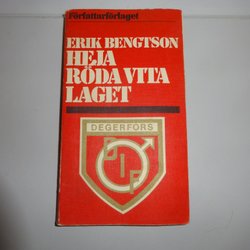 Författarförlaget
ERIK BENGTSON
HEJA
RÖDA VITA
LAGET
DEGERFORS
DIF